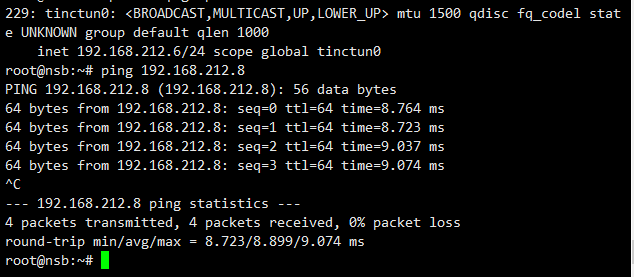 229: tinctun0: <BROADCAST,MULTICAST,UP,LOWER_UP> mtu 1500 qdisc fq_codel stat
e UNKNOWN group default qlen 1000
    inet 192.168.212.6/24 scope global tinctun0
root@nsb:~# ping 192.168.212.8
PING 192.168.212.8 (192.168.212.8): 56 data bytes
64 bytes from 192.168.212.8: seq=0 ttl=64 time=8.764 ms
64 bytes from 192.168.212.8: seq=1 ttl=64 time=8.723 ms
64 bytes from 192.168.212.8: seq=2 ttl=64 time=9.037 ms
64 bytes from 192.168.212.8: seq=3 ttl=64 time=9.074 ms
^C
--- 192.168.212.8 ping statistics ---
4 packets transmitted, 4 packets received, 0% packet loss
round-trip min/avg/max = 8.723/8.899/9.074 ms
root@nsb:~#